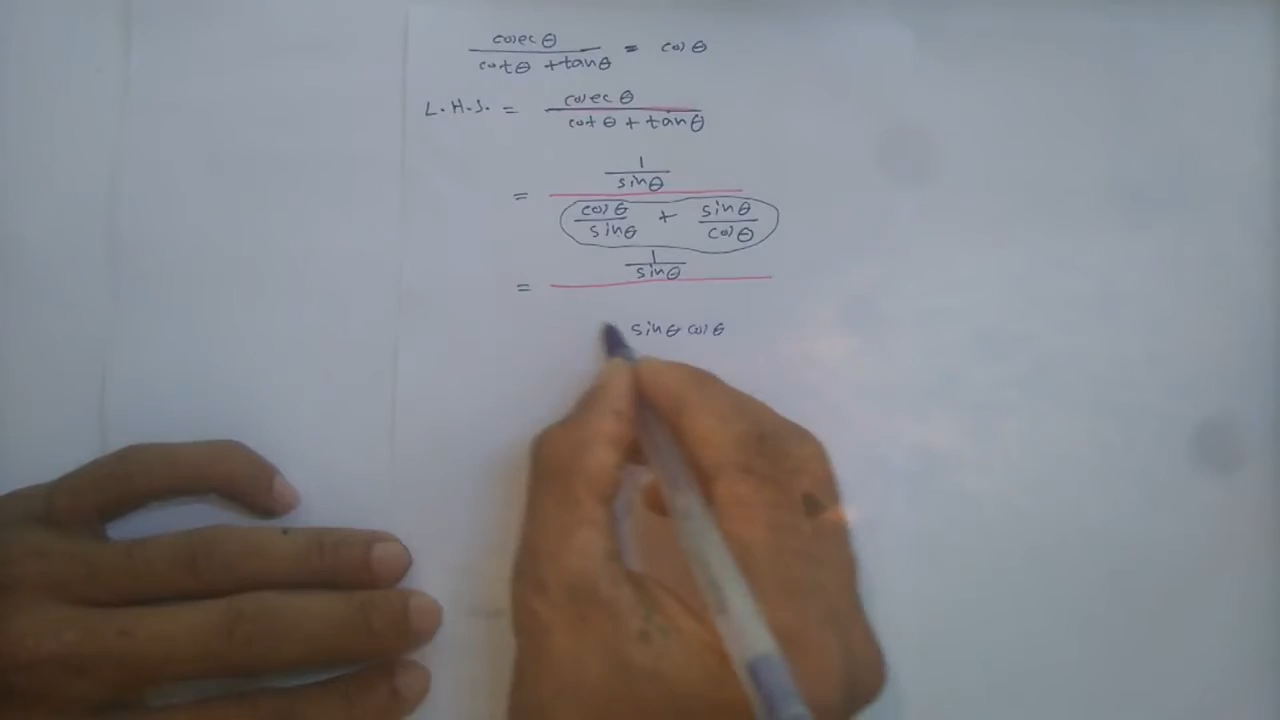 cosec θ / cot θ + tan θ = cos θ
L.H.S. = cosec θ / cot θ + tan θ
= 1 / sin θ / cos θ / sin θ + sin θ / cos θ
= 1 / sin θ / sin θ cos θ